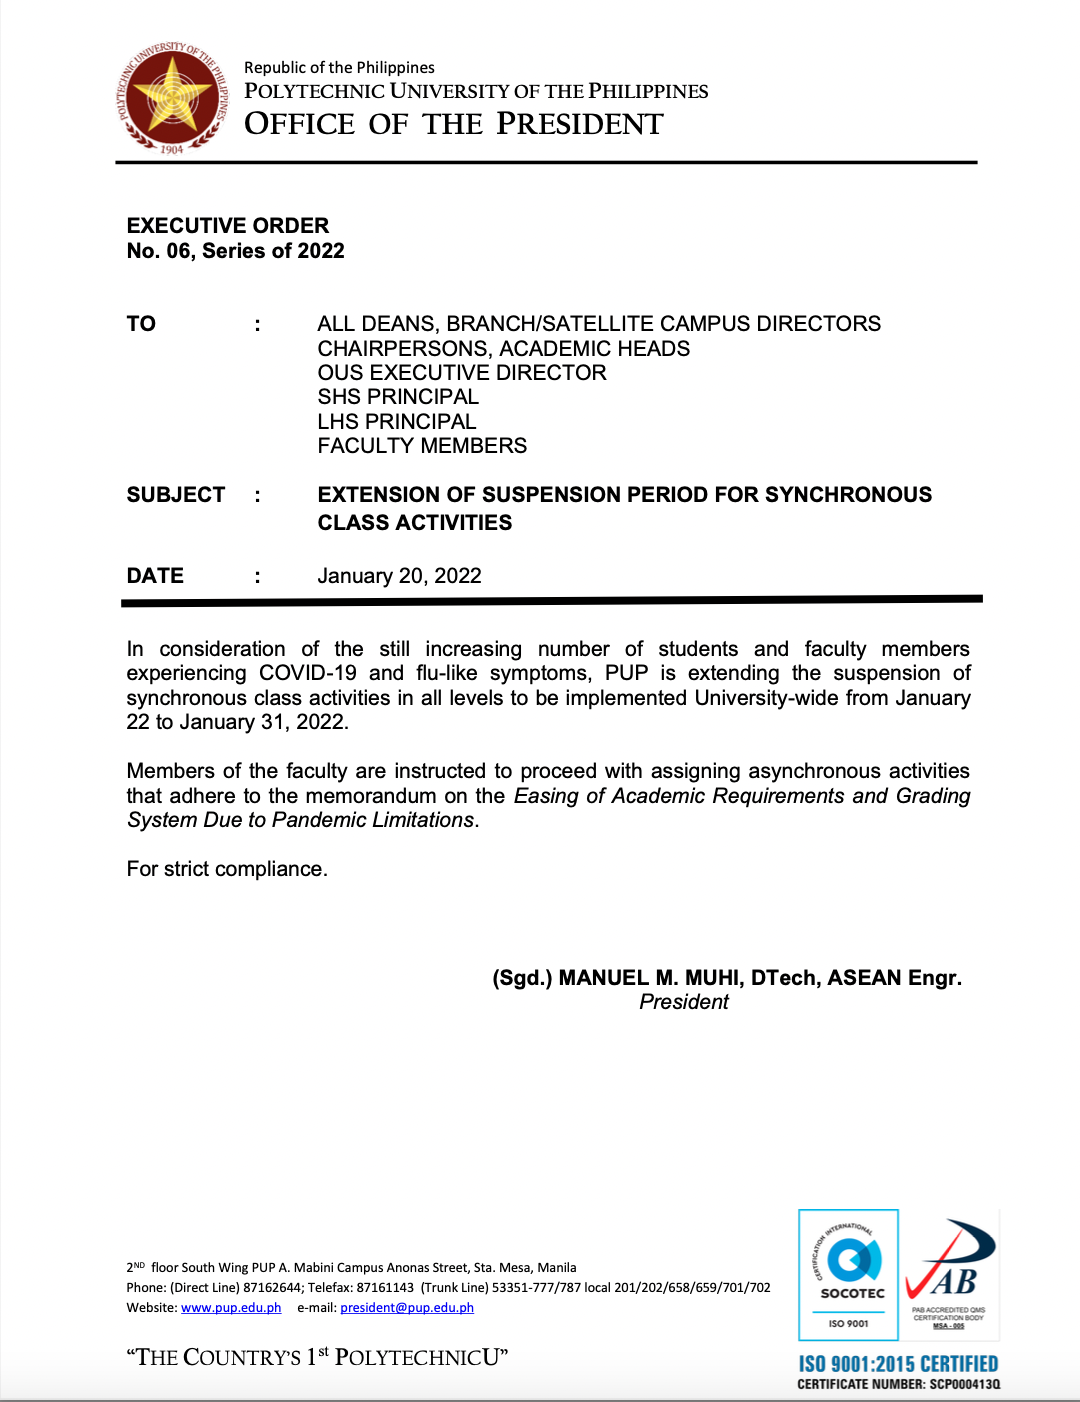 POLYTECHNIC UNIVERSITY OF THE PHILIPPINES
1904
Republic of the Philippines
POLYTECHNIC UNIVERSITY OF THE PHILIPPINES
OFFICE OF THE PRESIDENT
EXECUTIVE ORDER
No. 06, Series of 2022
TO : ALL DEANS, BRANCH/SATELLITE CAMPUS DIRECTORS
CHAIRPERSONS, ACADEMIC HEADS
OUS EXECUTIVE DIRECTOR
SHS PRINCIPAL
LHS PRINCIPAL
FACULTY MEMBERS
SUBJECT : EXTENSION OF SUSPENSION PERIOD FOR SYNCHRONOUS
CLASS ACTIVITIES
DATE : January 20, 2022
In consideration of the still increasing number of students and faculty members
experiencing COVID-19 and flu-like symptoms, PUP is extending the suspension of
synchronous class activities in all levels to be implemented University-wide from January
22 to January 31, 2022.
Members of the faculty are instructed to proceed with assigning asynchronous activities
that adhere to the memorandum on the Easing of Academic Requirements and Grading
System Due to Pandemic Limitations.
For strict compliance.
(Sgd.) MANUEL M. MUHI, DTech, ASEAN Engr.
President
2ND floor South Wing PUP A. Mabini Campus Anonas Street, Sta. Mesa, Manila
Phone: (Direct Line) 87162644; Telefax: 87161143 (Trunk Line) 53351-777/787 local 201/202/658/659/701/702
Website: www.pup.edu.ph e-mail: president@pup.edu.ph
"THE COUNTRY'S 1st POLYTECHNICU"
CERTIFICATION INTERNATIONAL
SOCOTEC
ISO 9001
PAB
PAB ACCREDITED QMS
CERTIFICATION BODY
MSA - 005
ISO 9001:2015 CERTIFIED
CERTIFICATE NUMBER: SCP000413Q